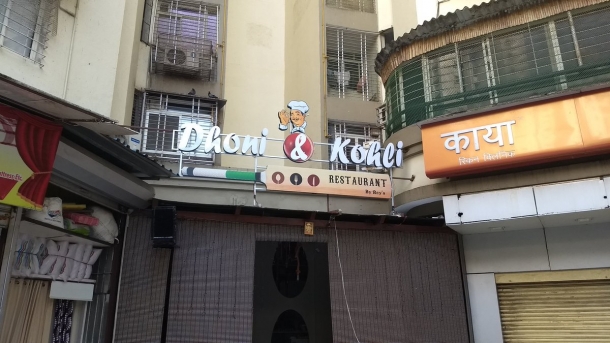 Dhoni & Kohli
RESTAURANT
काया
स्किन क्लिनिक